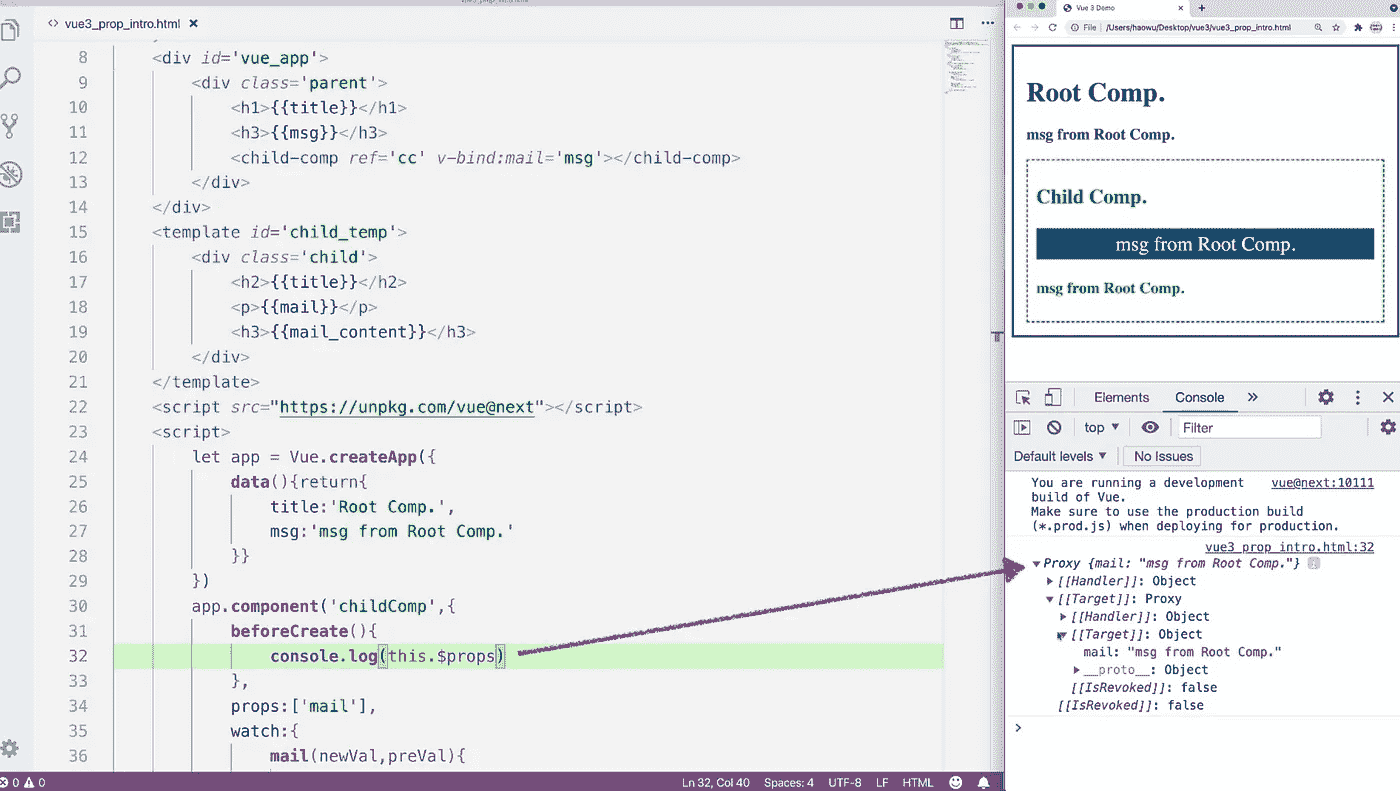 vue3_prop_intro.html ×
8 <div id='vue_app'>
9 <div class='parent'>
10 <h1>{{title}}</h1>
11 <h3>{{msg}}</h3>
12 <child-comp ref='cc' v-bind:mail='msg'></child-comp>
13 </div>
14 </div>
15 <template id='child_temp'>
16 <div class='child'>
17 <h2>{{title}}</h2>
18 <p>{{mail}}</p>
19 <h3>{{mail_content}}</h3>
20 </div>
21 </template>
22 <script src="https://unpkg.com/vue@next"></script>
23 <script>
24 let app = Vue.createApp({
25 data(){return{
26 title:'Root Comp.',
27 msg:'msg from Root Comp.'
28 }}
29 })
30 app.component('childComp',{
31 beforeCreate(){
32 console.log(this.$props)
33 },
34 props:['mail'],
35 watch:{
36 mail(newVal,preVal){
0 0
Ln 32, Col 40 Spaces: 4 UTF-8 LF HTML
Vue 3 Demo
File /Users/haowu/Desktop/vue3/vue3_prop_intro.html
Root Comp.
msg from Root Comp.
Child Comp.
msg from Root Comp.
msg from Root Comp.
Elements Console »
top ▼ Filter
Default levels ▼ No Issues
You are running a development vue@next:10111
build of Vue.
Make sure to use the production build
(*.prod.js) when deploying for production.
vue3_prop_intro.html:32
Proxy {mail: "msg from Root Comp."}
[[Handler]]: Object
[[Target]]: Proxy
[[Handler]]: Object
[[Target]]: Object
mail: "msg from Root Comp."
__proto__: Object
[[IsRevoked]]: false
[[IsRevoked]]: false